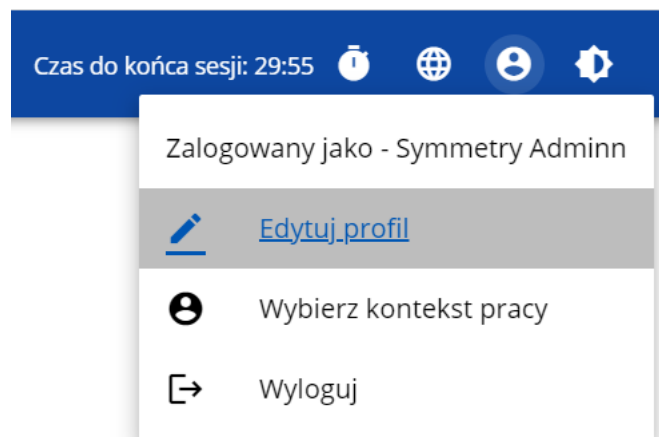 Czas do końca sesji: 29:55
Zalogowany jako - Symmetry Adminn
Edytuj profil
Wybierz kontekst pracy
Wyloguj